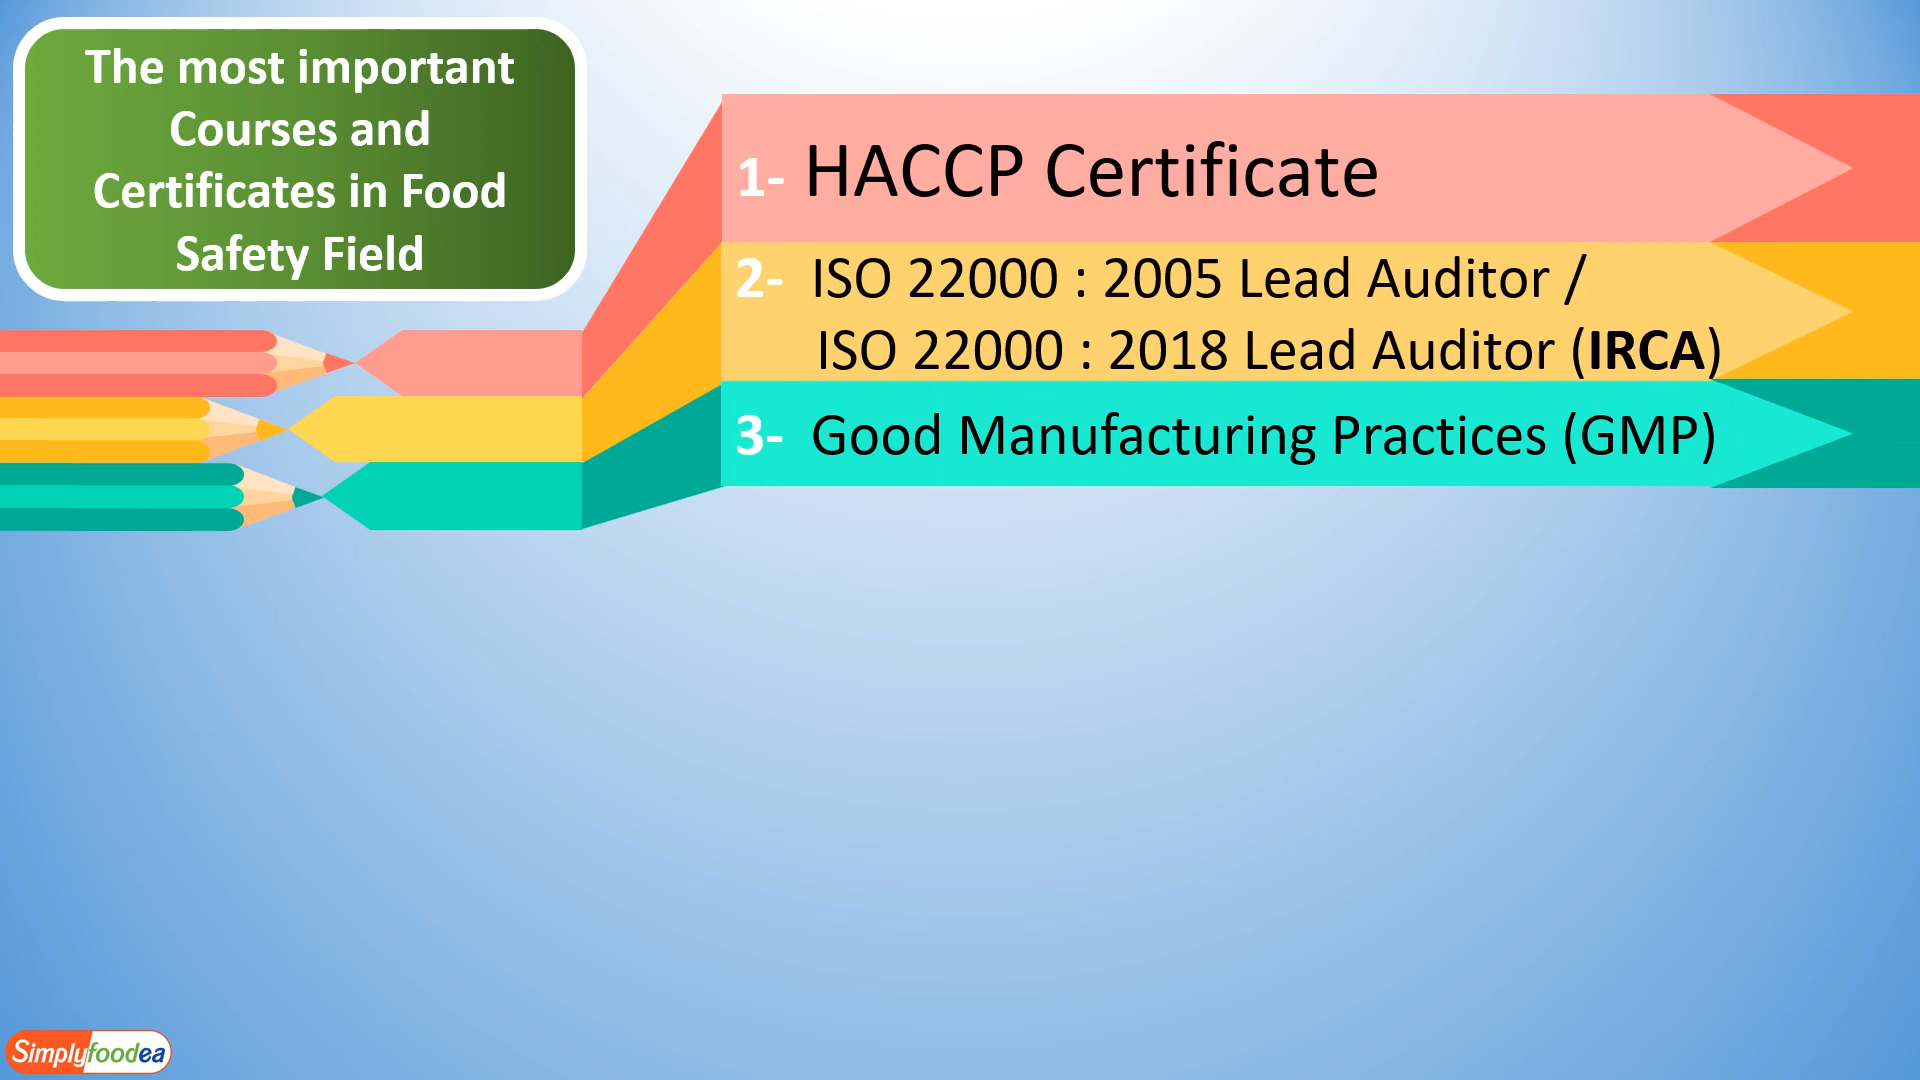 The most important
Courses and
Certificates in Food
Safety Field
1- HACCP Certificate
2- ISO 22000 : 2005 Lead Auditor /
ISO 22000 : 2018 Lead Auditor (IRCA)
3- Good Manufacturing Practices (GMP)
Simplyfoodea